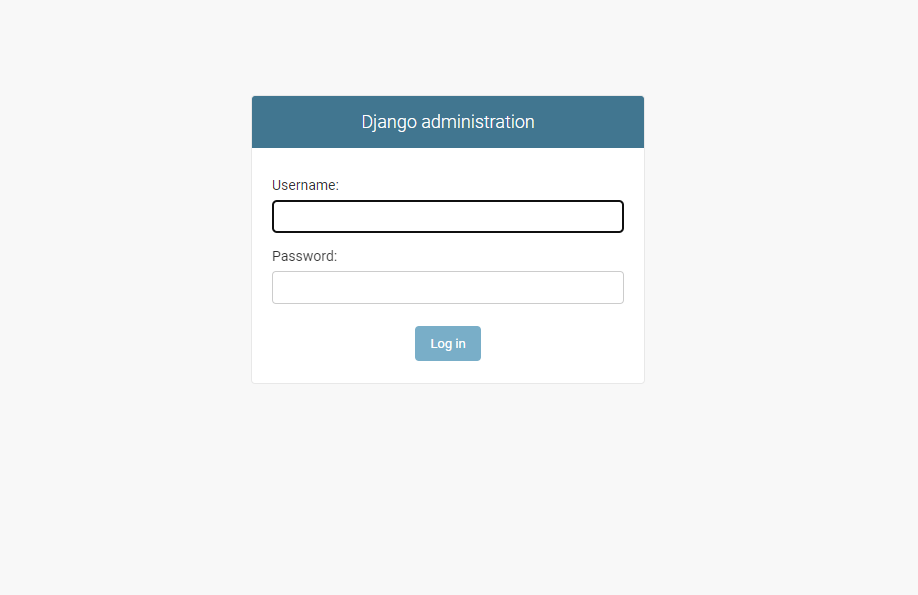 Django administration
Username:
Password:
Log in